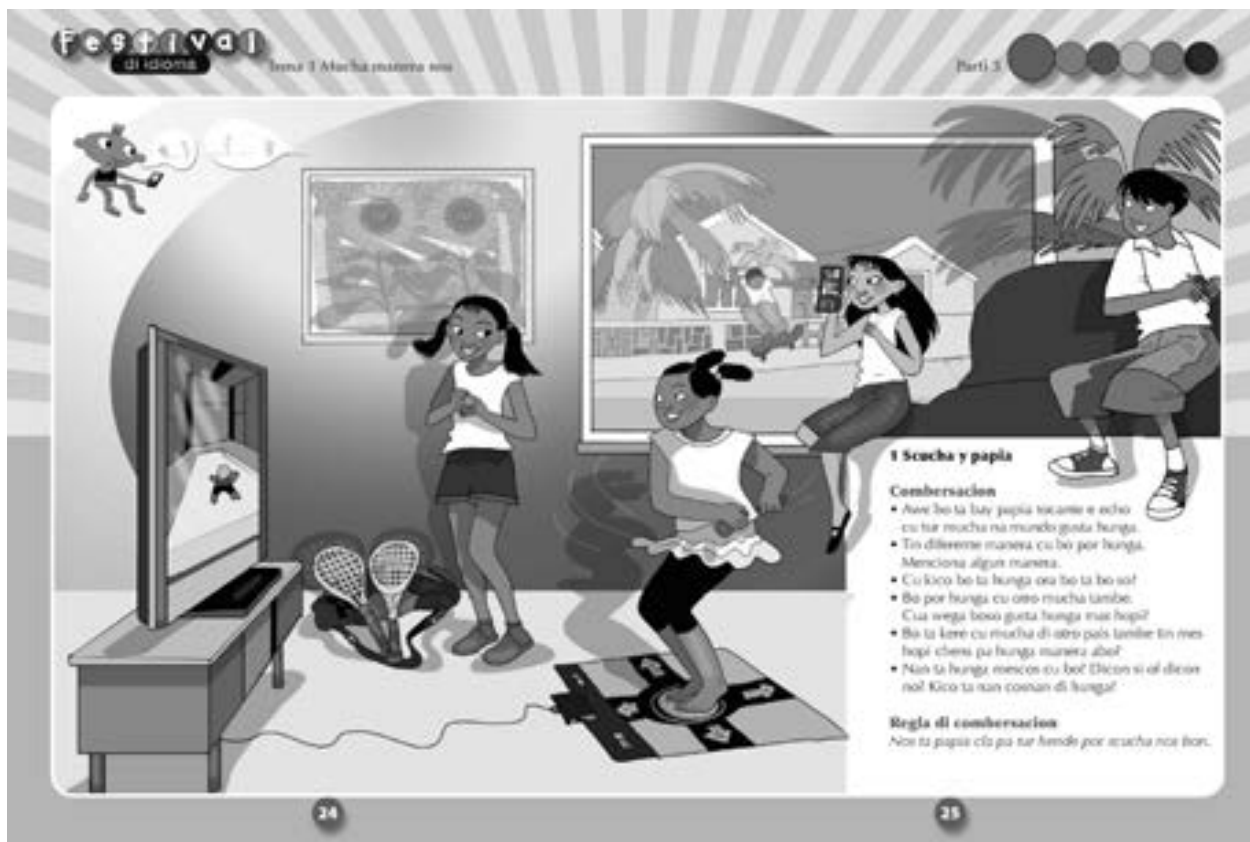 Festival
di idioma
Tema 1 Mucha manera nos
Parti 3
1 Scucha y papia
Combersacion
• Awe bo ta bay papia tocante e echo
cu tur mucha na mundo gusta hunga.
• Tin diferente manera cu bo por hunga.
Menciona algun manera.
• Cu kico bo ta hunga ora bo ta bo so?
• Bo por hunga cu otro mucha tambe.
Cua wega boso gusta hunga mas hopi?
• Bo ta kere cu mucha di otro pais tambe tin mes
hopi chens pa hunga manera abo?
• Nan ta hunga mescos cu bo? Dicon si of dicon
no? Kico ta nan cosnan di hunga?
Regla di combersacion
Nos ta papia cla pa tur hende por scucha nos bon.
24
25